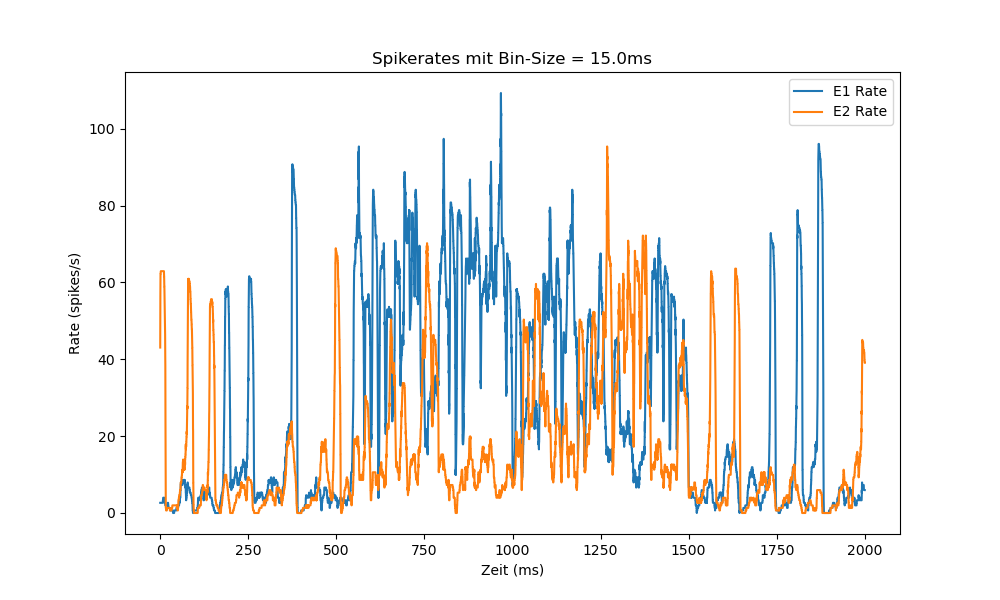 Spikerates mit Bin-Size = 15.0ms
E1 Rate
E2 Rate
100
80
60
40
20
0
Rate (spikes/s)
0 250 500 750 1000 1250 1500 1750 2000
Zeit (ms)